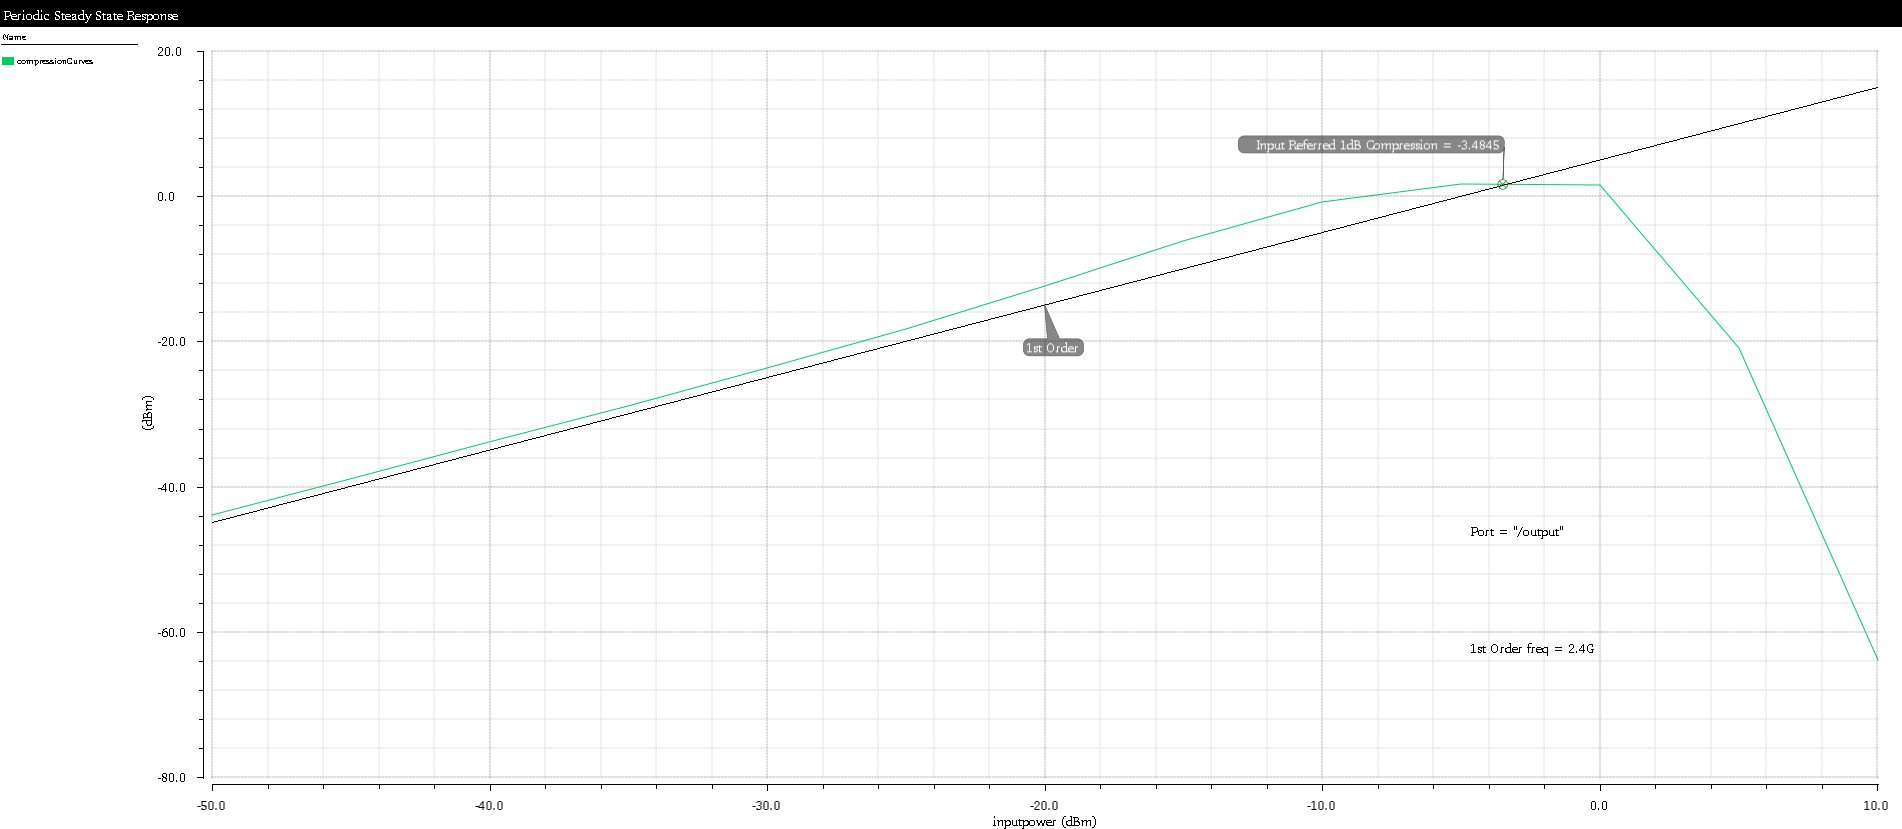 Periodic Steady State Response
Name
compressionCurves
20.0
0.0
-20.0
-40.0
-60.0
-80.0
(dBm)
Input Referred 1dB Compression = -3.4845
1st Order
Port = "/output"
1st Order freq = 2.4G
-50.0 -40.0 -30.0 -20.0 -10.0 0.0 10.0
inputpower (dBm)